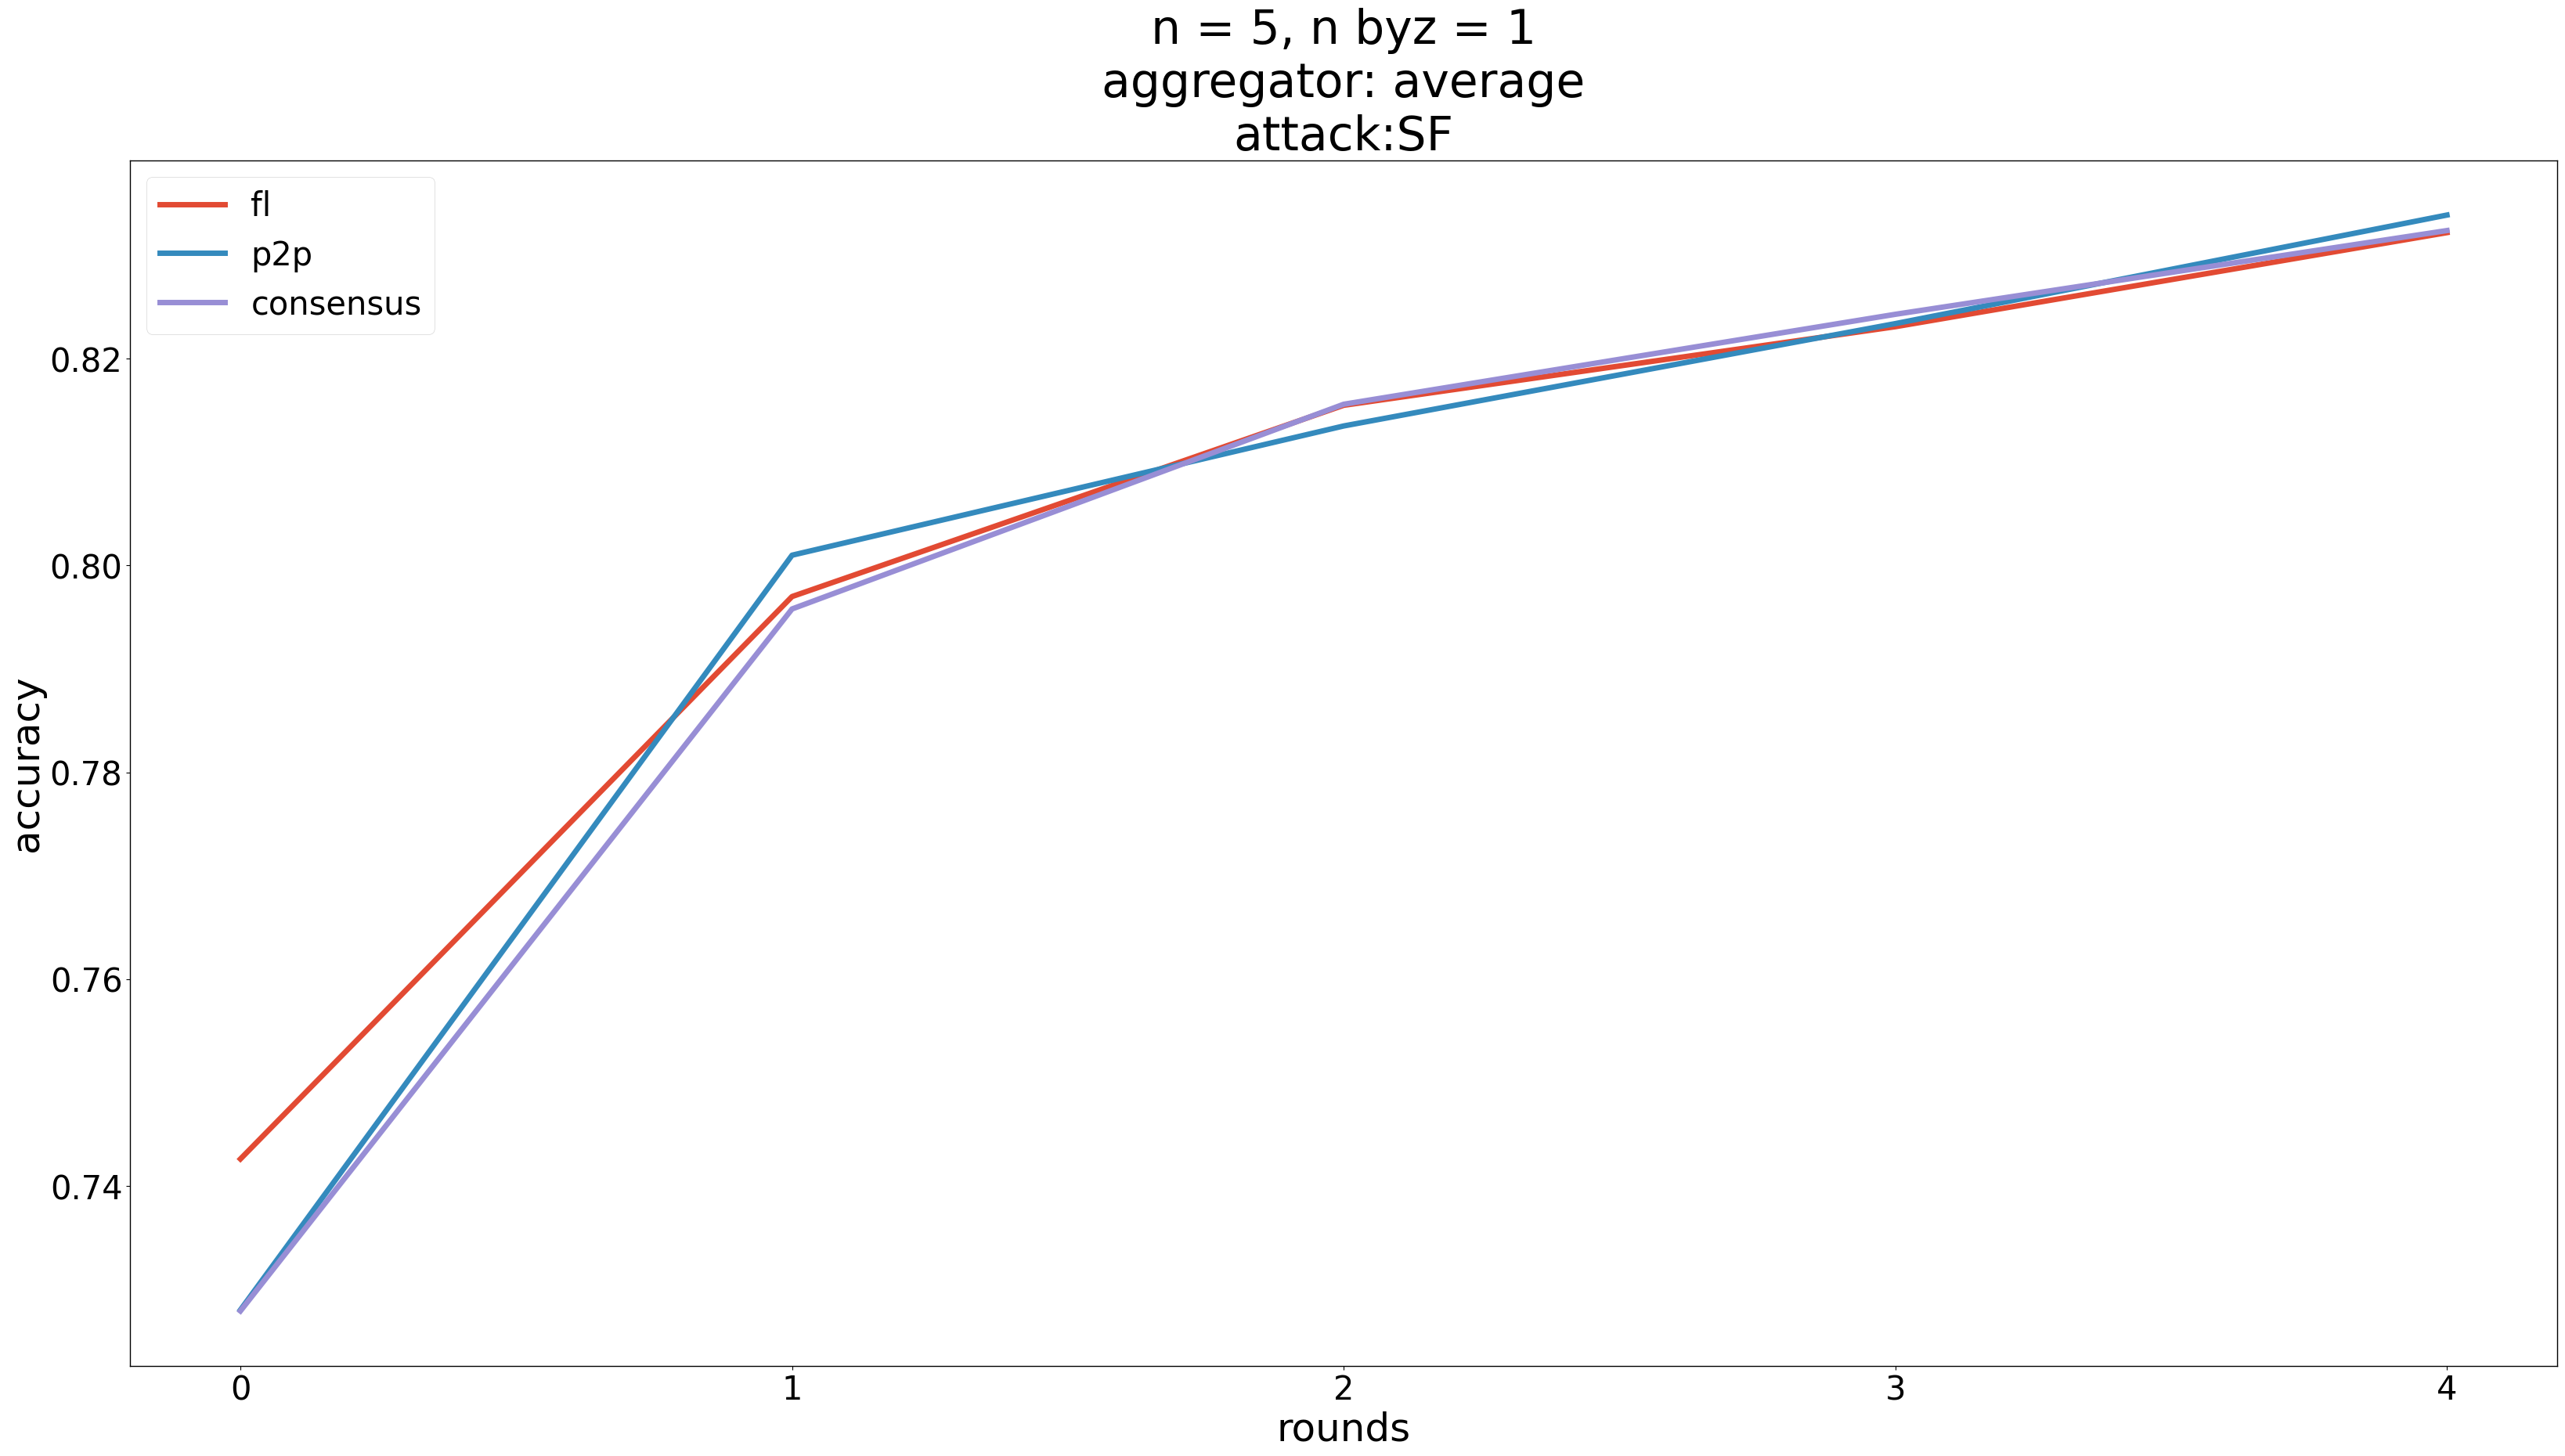 n = 5, n byz = 1
aggregator: average
attack:SF
fl
p2p
consensus
0.82
0.80
0.78
0.76
0.74
accuracy
0 1 2 3 4
rounds